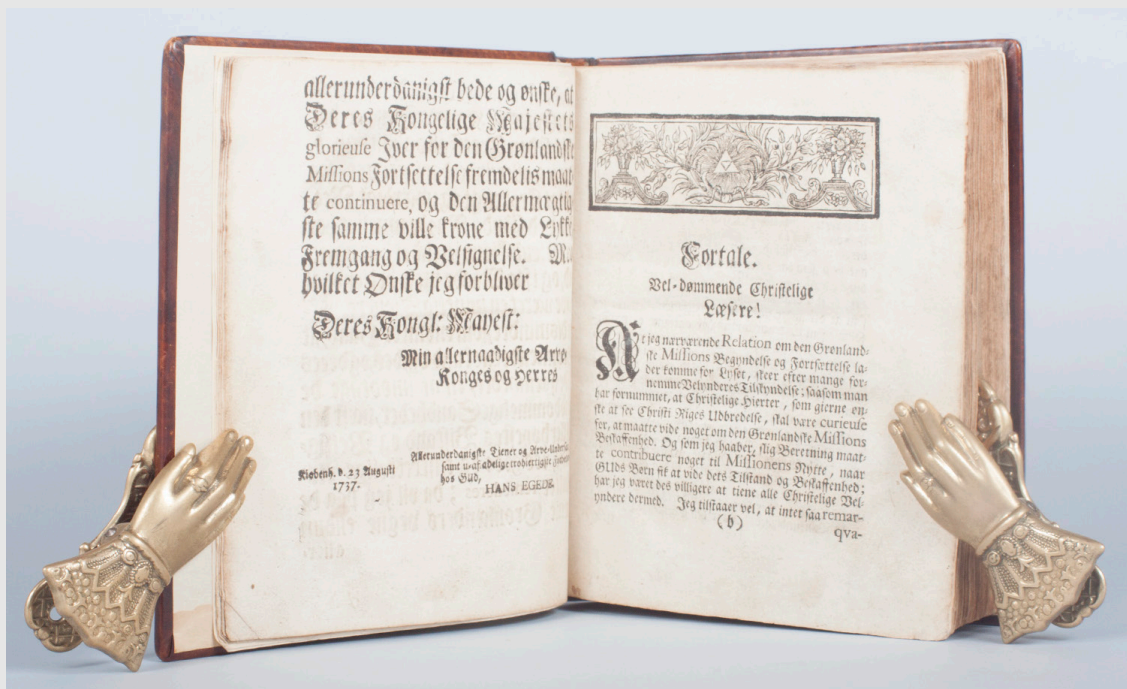 allerunderdanigst bede og ønske, at
Deres Kongelige Majestets
glorieuse Iver for den Grønlandske
Missions Fortsettelse fremdelis maat-
te continuere, og den Allermægtig-
ste samme ville krone med Lykke
Fremgang og Velsignelse.
hvilket Ønske jeg forbliver
Deres Kongl: Mayest:
Min allernaadigste Arve
Konges og Herres
Allerunderdanigste Tiener og Arve-Undersaat
samt uaffladelige troehiertigste
hos Gud,
Kiøbenh. d. 23 Augusti
1737.
HANS EGEDE.
Fortale.
Vel-dømmende Christelige
Læsere!
At jeg nærværende Relation om den Grønland-
ske Missions Begyndelse og Fortsættelse la-
der komme for Lyset, skeer efter mange for-
nemme Velynderes Tilskyndelse; saasom man
har fornummet, at Christelige Hierter, som gierne øn-
ske at see Christi Riges Udbredelse, skal være curieuse
for, at maatte vide noget om den Grønlandske Missions
Beskaffenhed. Og som jeg haaber, slig Beretning maat-
te contribuere noget til Missionens Nytte, naar
GUds Børn fik at vide dets Tilstand og Beskaffenhed;
har jeg været des villigere at tiene alle Christelige Vel-
yndere dermed. Jeg tilstaaer vel, at intet saa remar-
(b)
qva-